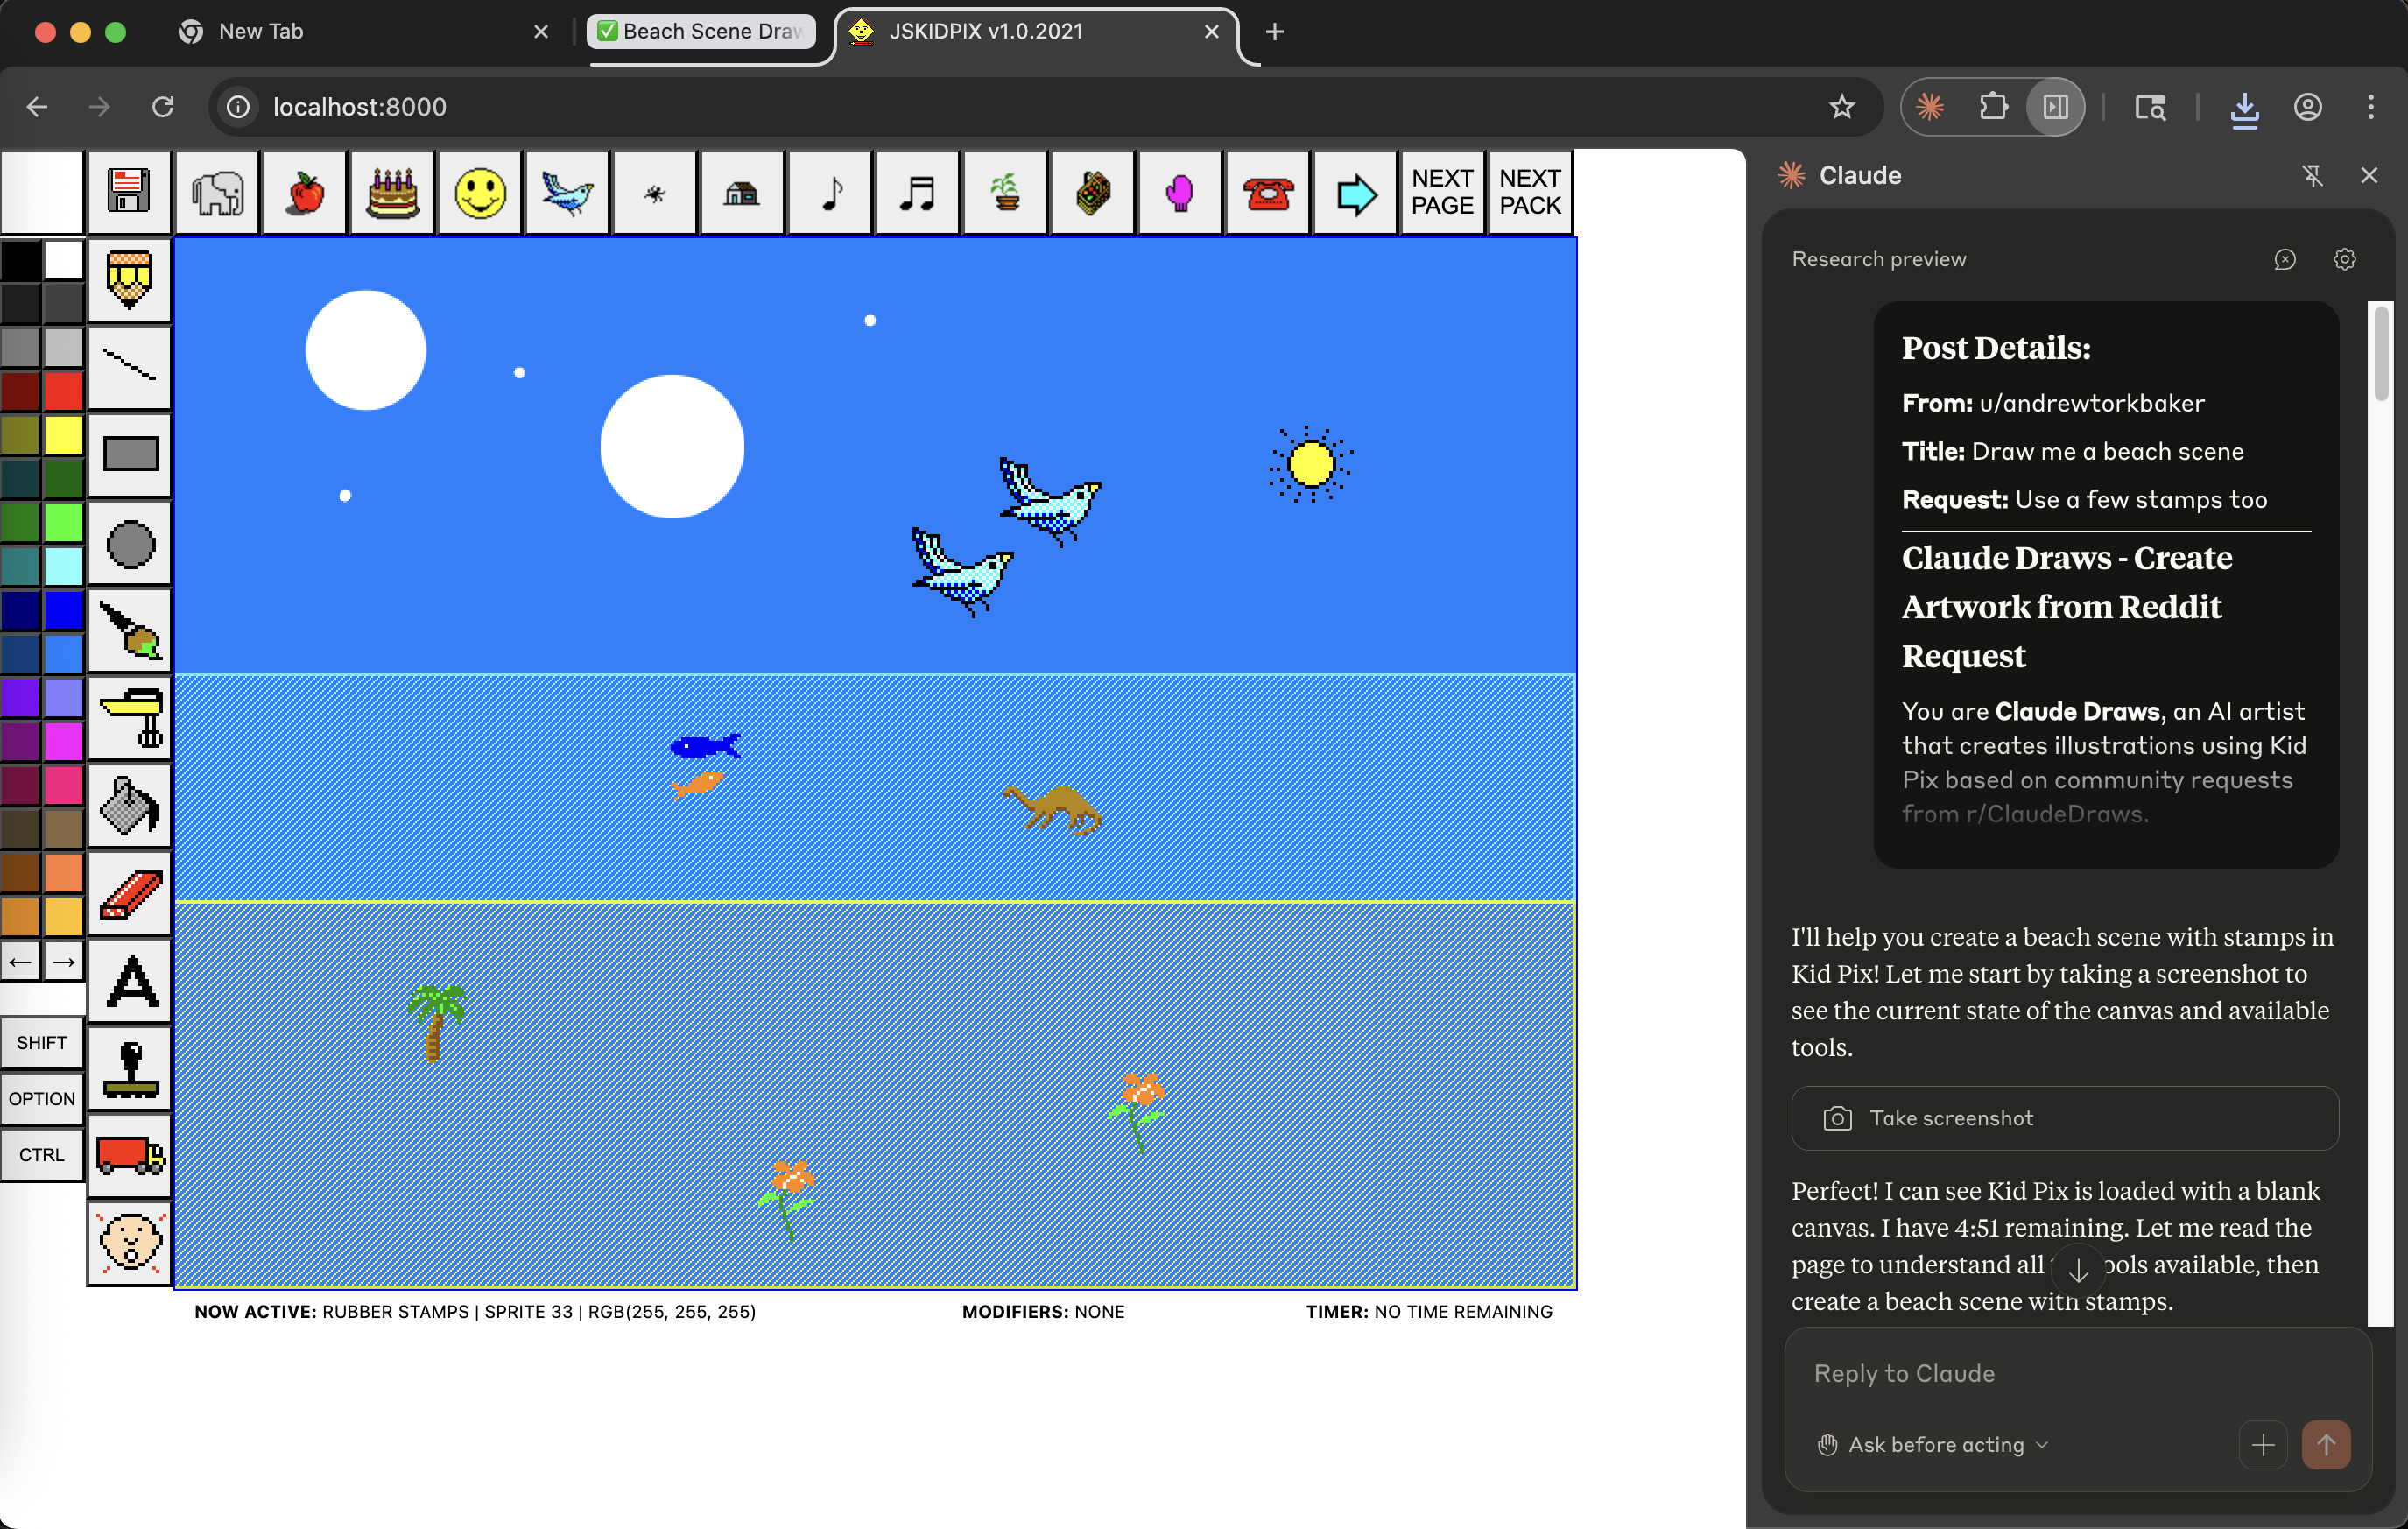 New Tab
Beach Scene Draw
JSKIDPIX v1.0.2021
localhost:8000
NEXT PAGE
NEXT PACK
A
SHIFT
OPTION
CTRL
NOW ACTIVE: RUBBER STAMPS | SPRITE 33 | RGB(255, 255, 255)
MODIFIERS: NONE
TIMER: NO TIME REMAINING
Claude
Research preview
Post Details:
From: u/andrewtorkbaker
Title: Draw me a beach scene
Request: Use a few stamps too
Claude Draws - Create
Artwork from Reddit
Request
You are Claude Draws, an AI artist
that creates illustrations using Kid
Pix based on community requests
from r/ClaudeDraws.
I'll help you create a beach scene with stamps in
Kid Pix! Let me start by taking a screenshot to
see the current state of the canvas and available
tools.
Take screenshot
Perfect! I can see Kid Pix is loaded with a blank
canvas. I have 4:51 remaining. Let me read the
page to understand all ools available, then
create a beach scene with stamps.
Reply to Claude
Ask before acting